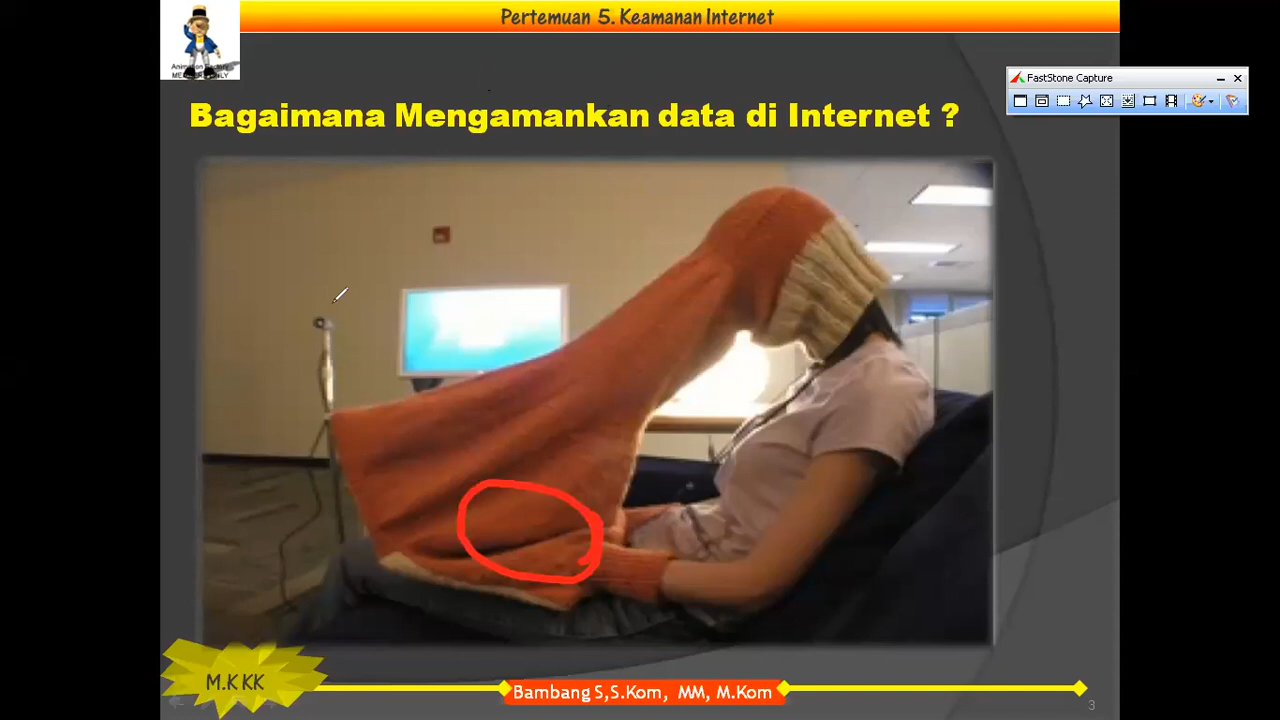 Pertemuan 5. Keamanan Internet
FastStone Capture
Bagaimana Mengamankan data di Internet ?
M.K KK
Bambang S,S.Kom, MM, M.Kom
3